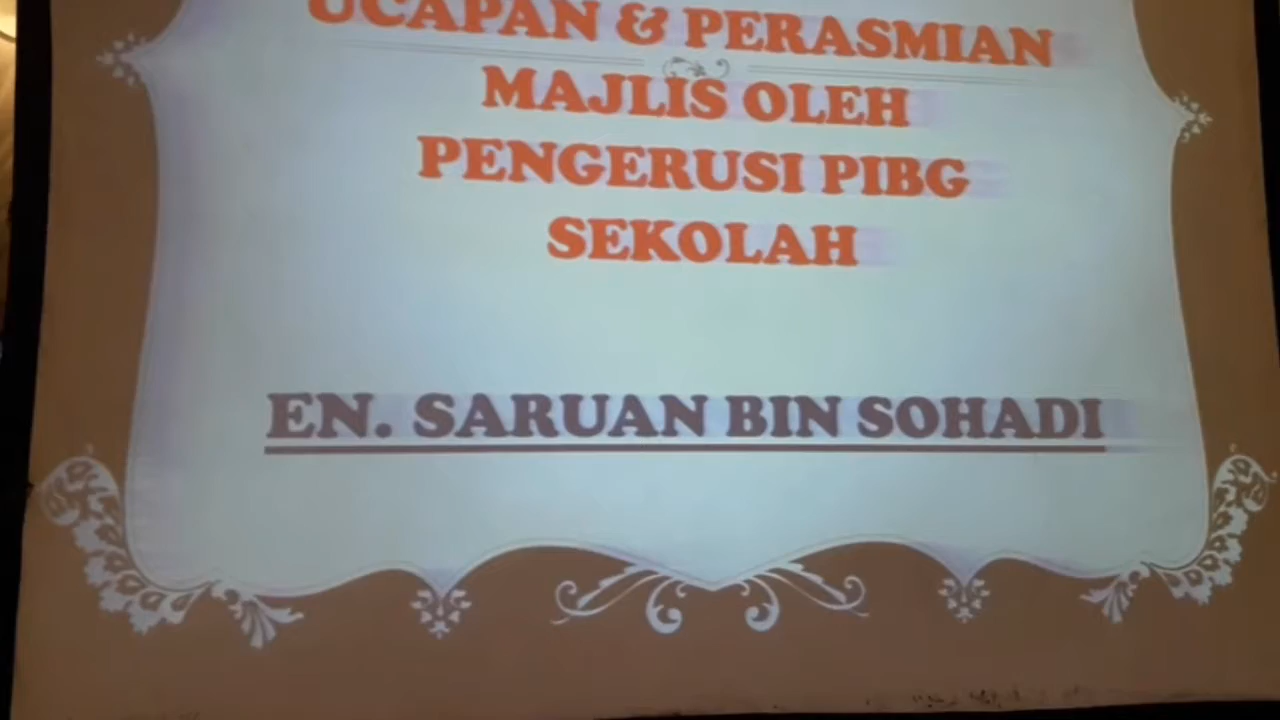 UCAPAN & PERASMIAN
MAJLIS OLEH
PENGERUSI PIBG
SEKOLAH
EN. SARUAN BIN SOHADI